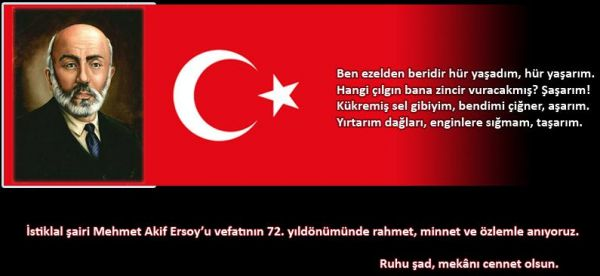 Ben ezelden beridir hür yaşadım, hür yaşarım.
Hangi çılgın bana zincir vuracakmış? Şaşarım!
Kükremiş sel gibiyim, bendimi çiğner, aşarım.
Yırtarım dağları, enginlere sığmam, taşarım.
İstiklal şairi Mehmet Akif Ersoy’u vefatının 72. yıldönümünde rahmet, minnet ve özlemle anıyoruz.
Ruhu şad, mekânı cennet olsun.